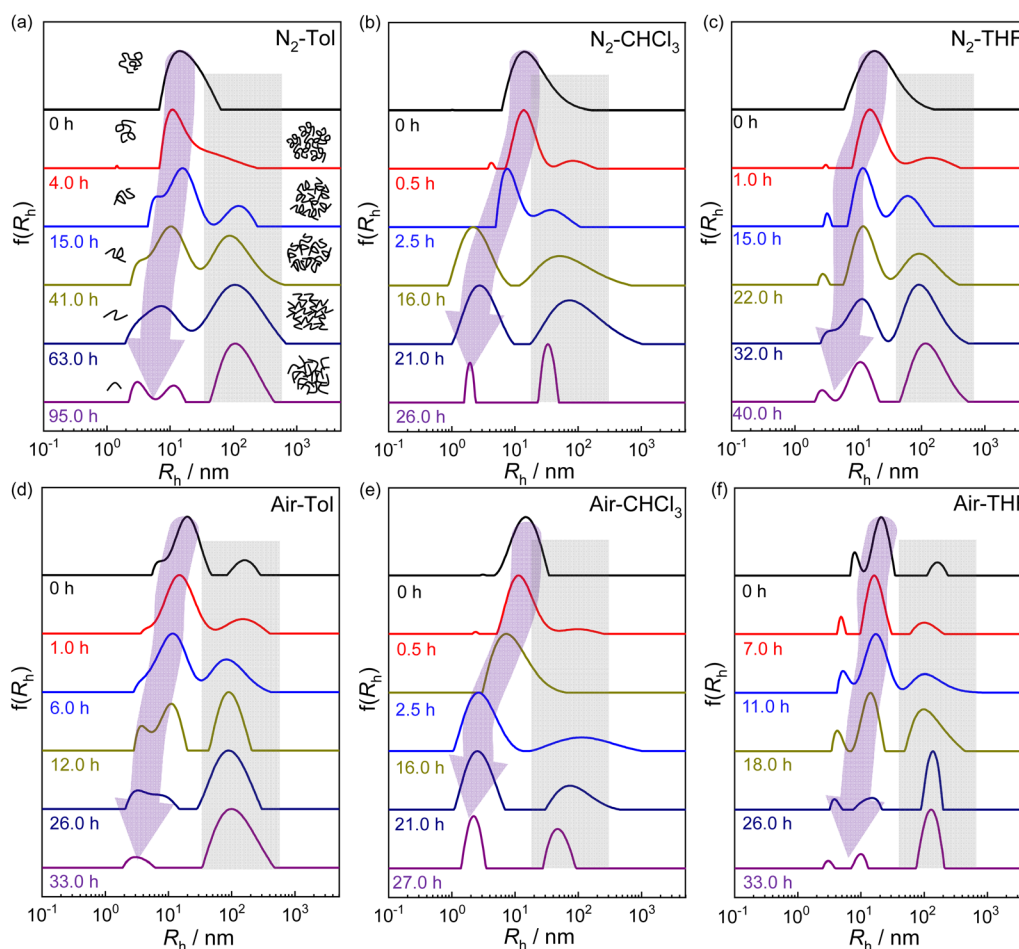 (a)
N2-Tol
f(Rh)
0 h
4.0 h
15.0 h
41.0 h
63.0 h
95.0 h
10-1 100 101 102 103
Rh / nm
(b)
N2-CHCl3
0 h
0.5 h
2.5 h
16.0 h
21.0 h
26.0 h
10-1 100 101 102 103
Rh / nm
(c)
N2-THF
0 h
1.0 h
15.0 h
22.0 h
32.0 h
40.0 h
10-1 100 101 102 103
Rh / nm
(d)
Air-Tol
f(Rh)
0 h
1.0 h
6.0 h
12.0 h
26.0 h
33.0 h
10-1 100 101 102 103
Rh / nm
(e)
Air-CHCl3
f(Rh)
0 h
0.5 h
2.5 h
16.0 h
21.0 h
27.0 h
10-1 100 101 102 103
Rh / nm
(f)
Air-THF
0 h
7.0 h
11.0 h
18.0 h
26.0 h
33.0 h
10-1 100 101 102 103
Rh / nm